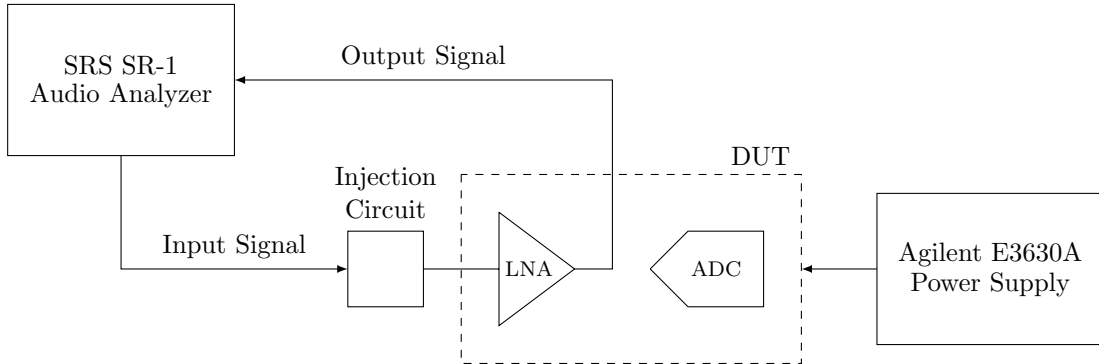 SRS SR-1
Audio Analyzer
Output Signal
DUT
Injection
Circuit
Input Signal
LNA
ADC
Agilent E3630A
Power Supply